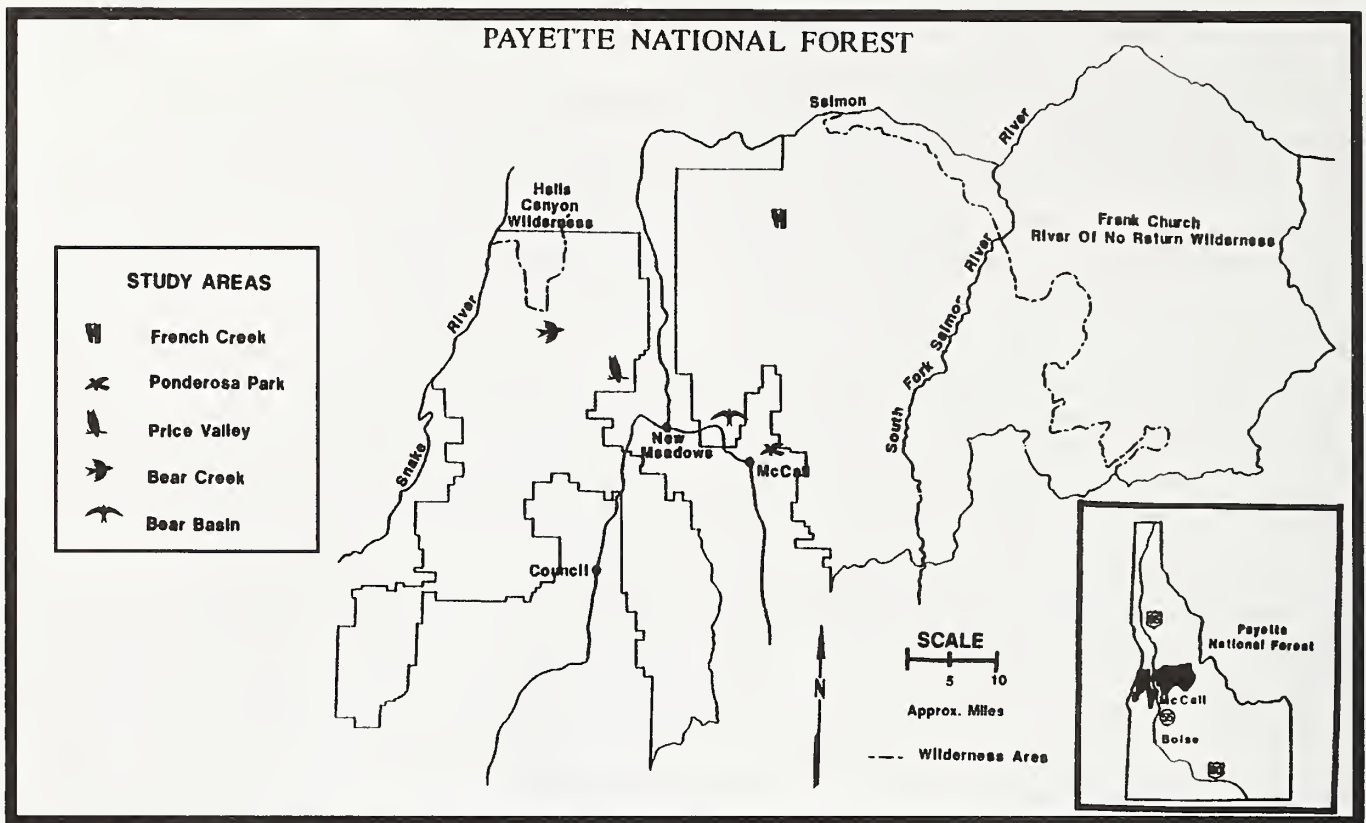 PAYETTE NATIONAL FOREST
Salmon
River
Hells
Canyon
Wilderness
Frank Church
River Of No Return Wilderness
STUDY AREAS
French Creek
Ponderosa Park
Price Valley
Bear Creek
Bear Basin
River
Snake
River
Fork Salmon
South
New
Meadows
McCall
Council
N
SCALE
5 10
Approx. Miles
Wilderness Area
Payette
National Forest
McCall
55
Boise